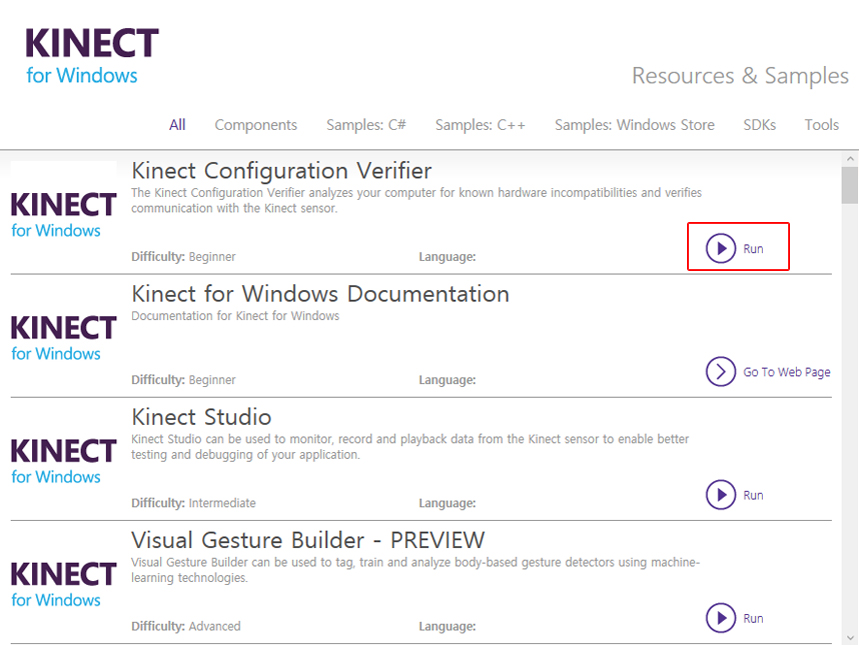 KINECT
for Windows
Resources & Samples
All Components Samples: C# Samples: C++ Samples: Windows Store SDKs Tools
KINECT
for Windows
Kinect Configuration Verifier
The Kinect Configuration Verifier analyzes your computer for known hardware incompatibilities and verifies
communication with the Kinect sensor.
Difficulty: Beginner Language:
Run
KINECT
for Windows
Kinect for Windows Documentation
Documentation for Kinect for Windows
Difficulty: Beginner Language:
Go To Web Page
KINECT
for Windows
Kinect Studio
Kinect Studio can be used to monitor, record and playback data from the Kinect sensor to enable better
testing and debugging of your application.
Difficulty: Intermediate Language:
Run
KINECT
for Windows
Visual Gesture Builder - PREVIEW
Visual Gesture Builder can be used to tag, train and analyze body-based gesture detectors using machine-
learning technologies.
Difficulty: Advanced Language:
Run